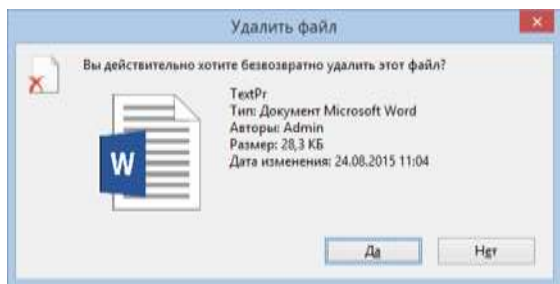 Удалить файл
Вы действительно хотите безвозвратно удалить этот файл?
TextPr
Тип: Документ Microsoft Word
Авторы: Admin
Размер: 28,3 КБ
Дата изменения: 24.08.2015 11:04
W
Да
Нет